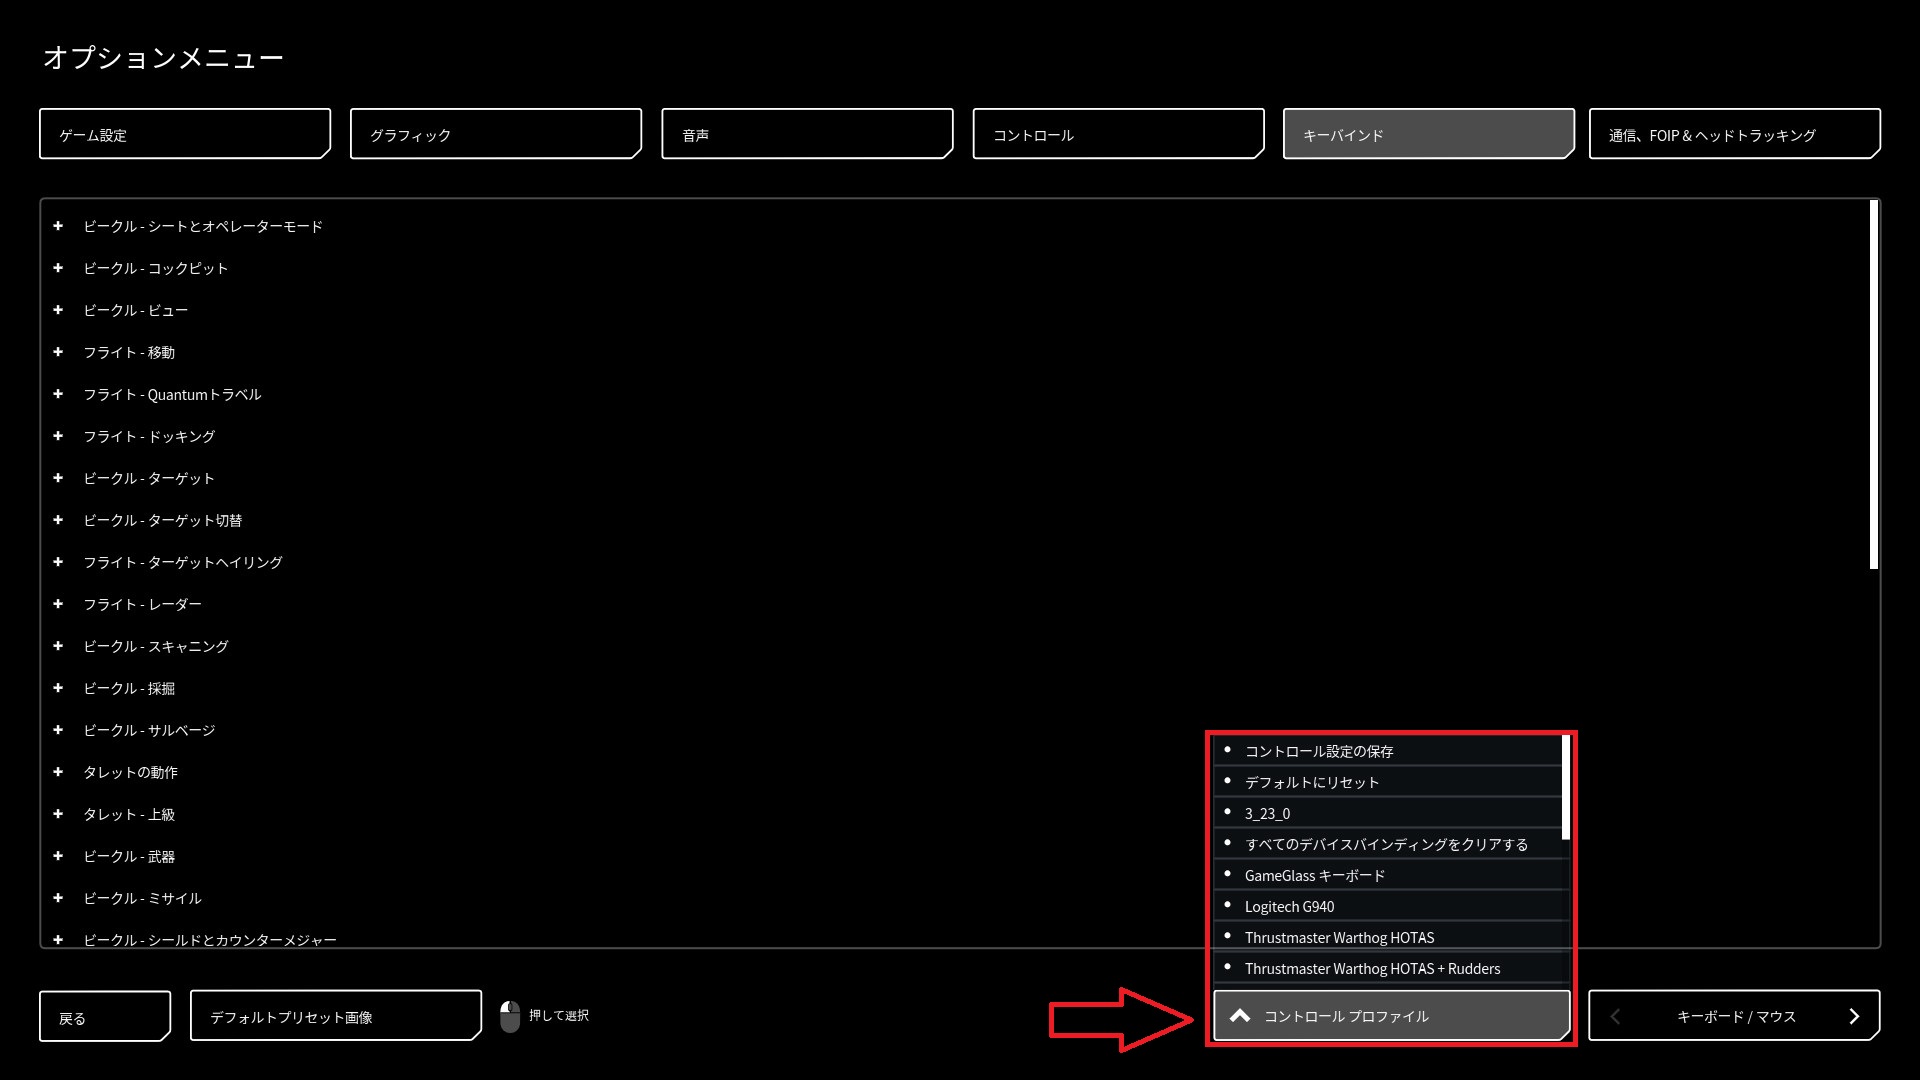 オプションメニュー
ゲーム設定
グラフィック
音声
コントロール
キーバインド
通信、FOIP & ヘッドトラッキング
ビークル - シートとオペレーターモード
ビークル - コックピット
ビークル - ビュー
フライト - 移動
フライト - Quantumトラベル
フライト - ドッキング
ビークル - ターゲット
ビークル - ターゲット切替
フライト - ターゲットヘイリング
フライト - レーダー
ビークル - スキャニング
ビークル - 採掘
ビークル - サルベージ
タレットの動作
タレット - 上級
ビークル - 武器
ビークル - ミサイル
ビークル - シールドとカウンターメジャー
コントロール設定の保存
デフォルトにリセット
3_23_0
すべてのデバイスバインディングをクリアする
GameGlass キーボード
Logitech G940
Thrustmaster Warthog HOTAS
Thrustmaster Warthog HOTAS + Rudders
戻る
デフォルトプリセット画像
押して選択
コントロール プロファイル
キーボード / マウス